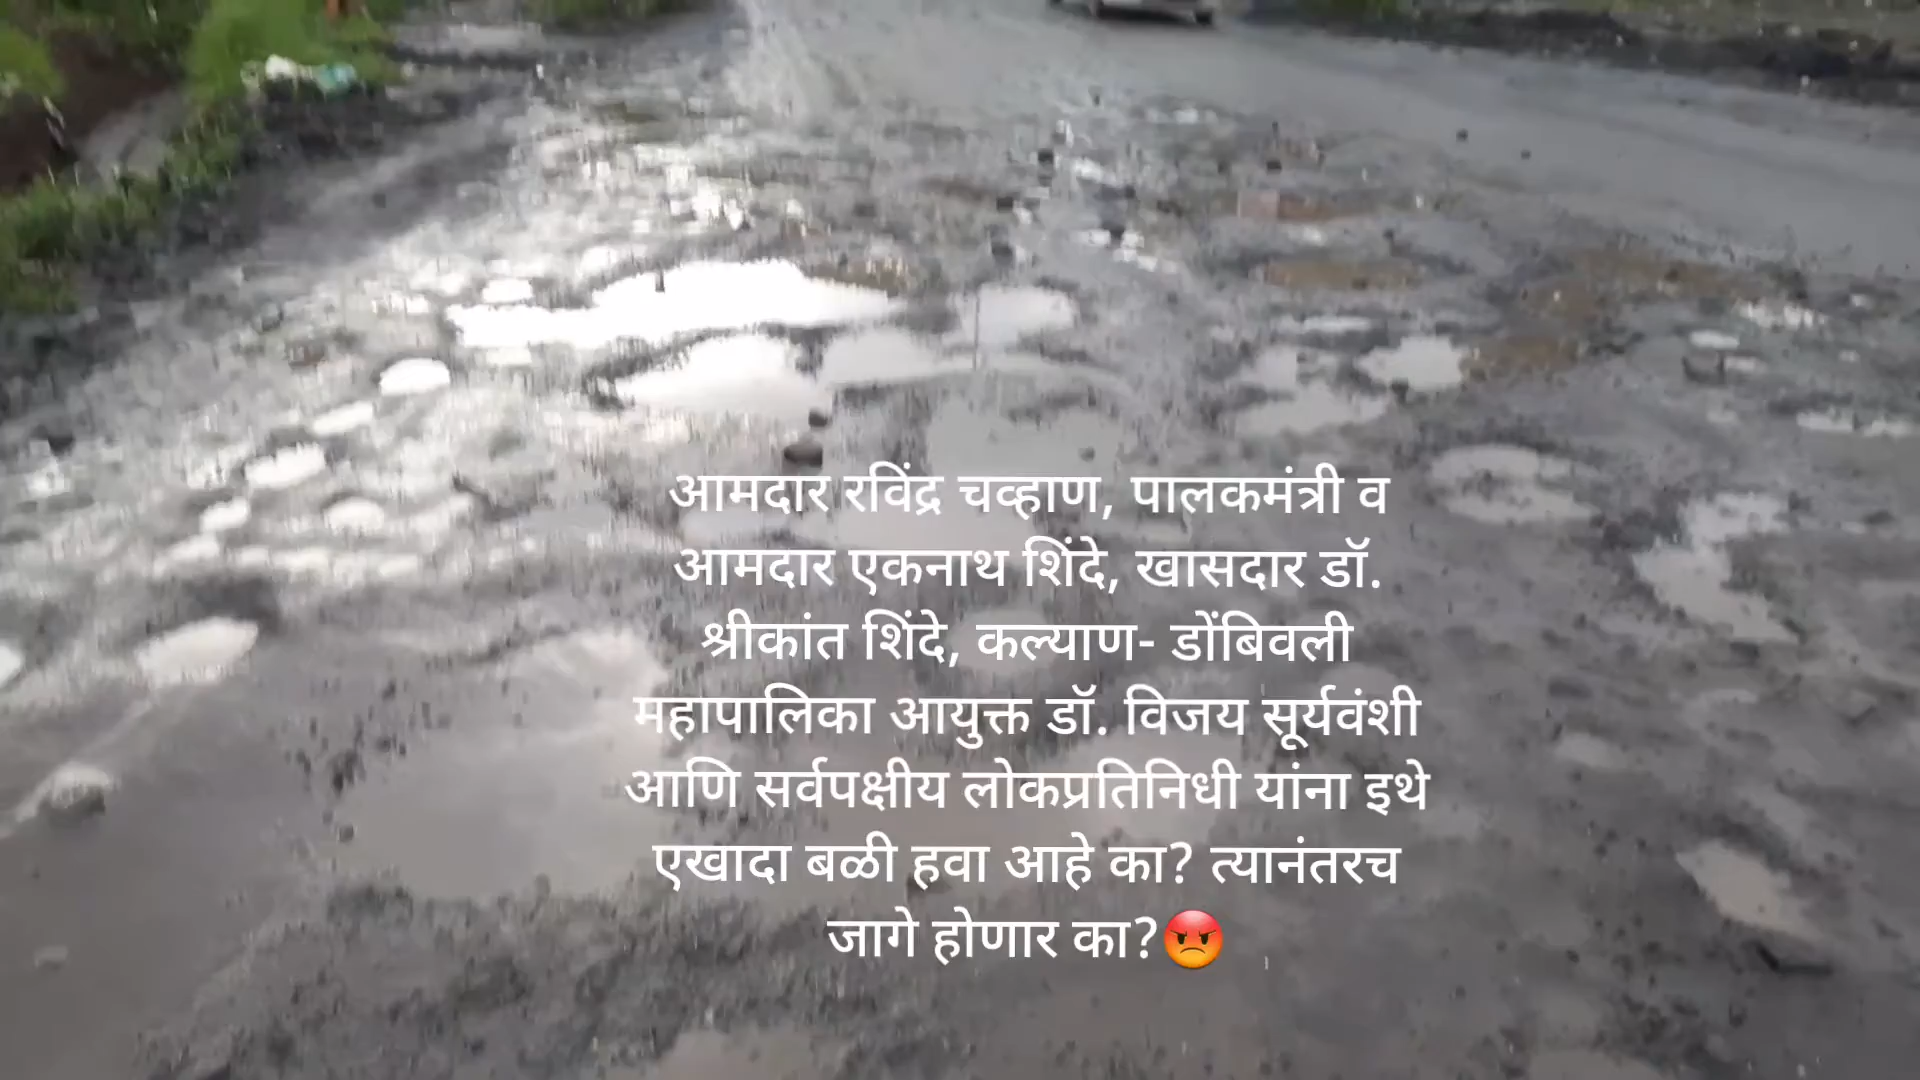 आमदार रविंद्र चव्हाण, पालकमंत्री व
आमदार एकनाथ शिंदे, खासदार डॉ.
श्रीकांत शिंदे, कल्याण- डोंबिवली
महापालिका आयुक्त डॉ. विजय सूर्यवंशी
आणि सर्वपक्षीय लोकप्रतिनिधी यांना इथे
एखादा बळी हवा आहे का? त्यानंतरच
जागे होणार का?😡